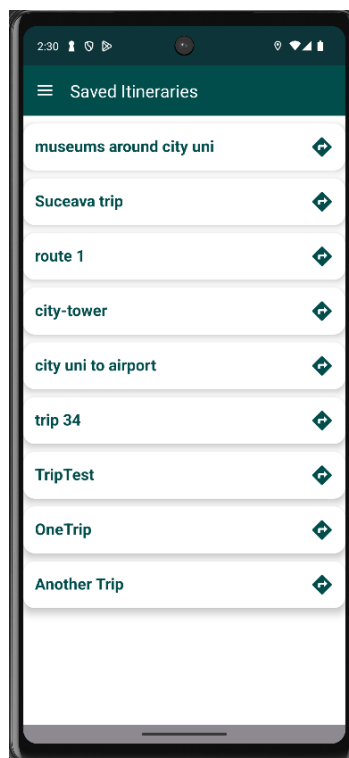 2:30
Saved Itineraries
museums around city uni
Suceava trip
route 1
city-tower
city uni to airport
trip 34
TripTest
OneTrip
Another Trip